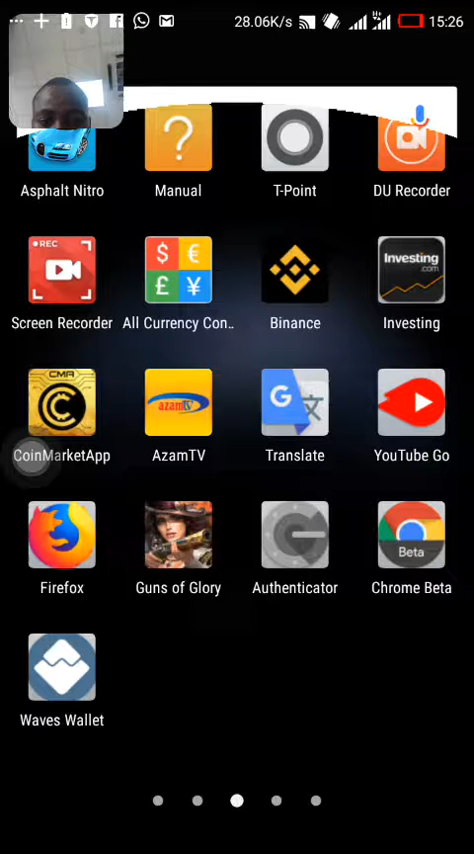 28.06K/s 15:26
Asphalt Nitro Manual T-Point DU Recorder
REC
Investing
.com
Screen Recorder All Currency Con.. Binance Investing
CMA
azamtv
G
CoinMarketApp AzamTV Translate YouTube Go
Beta
Firefox Guns of Glory Authenticator Chrome Beta
Waves Wallet